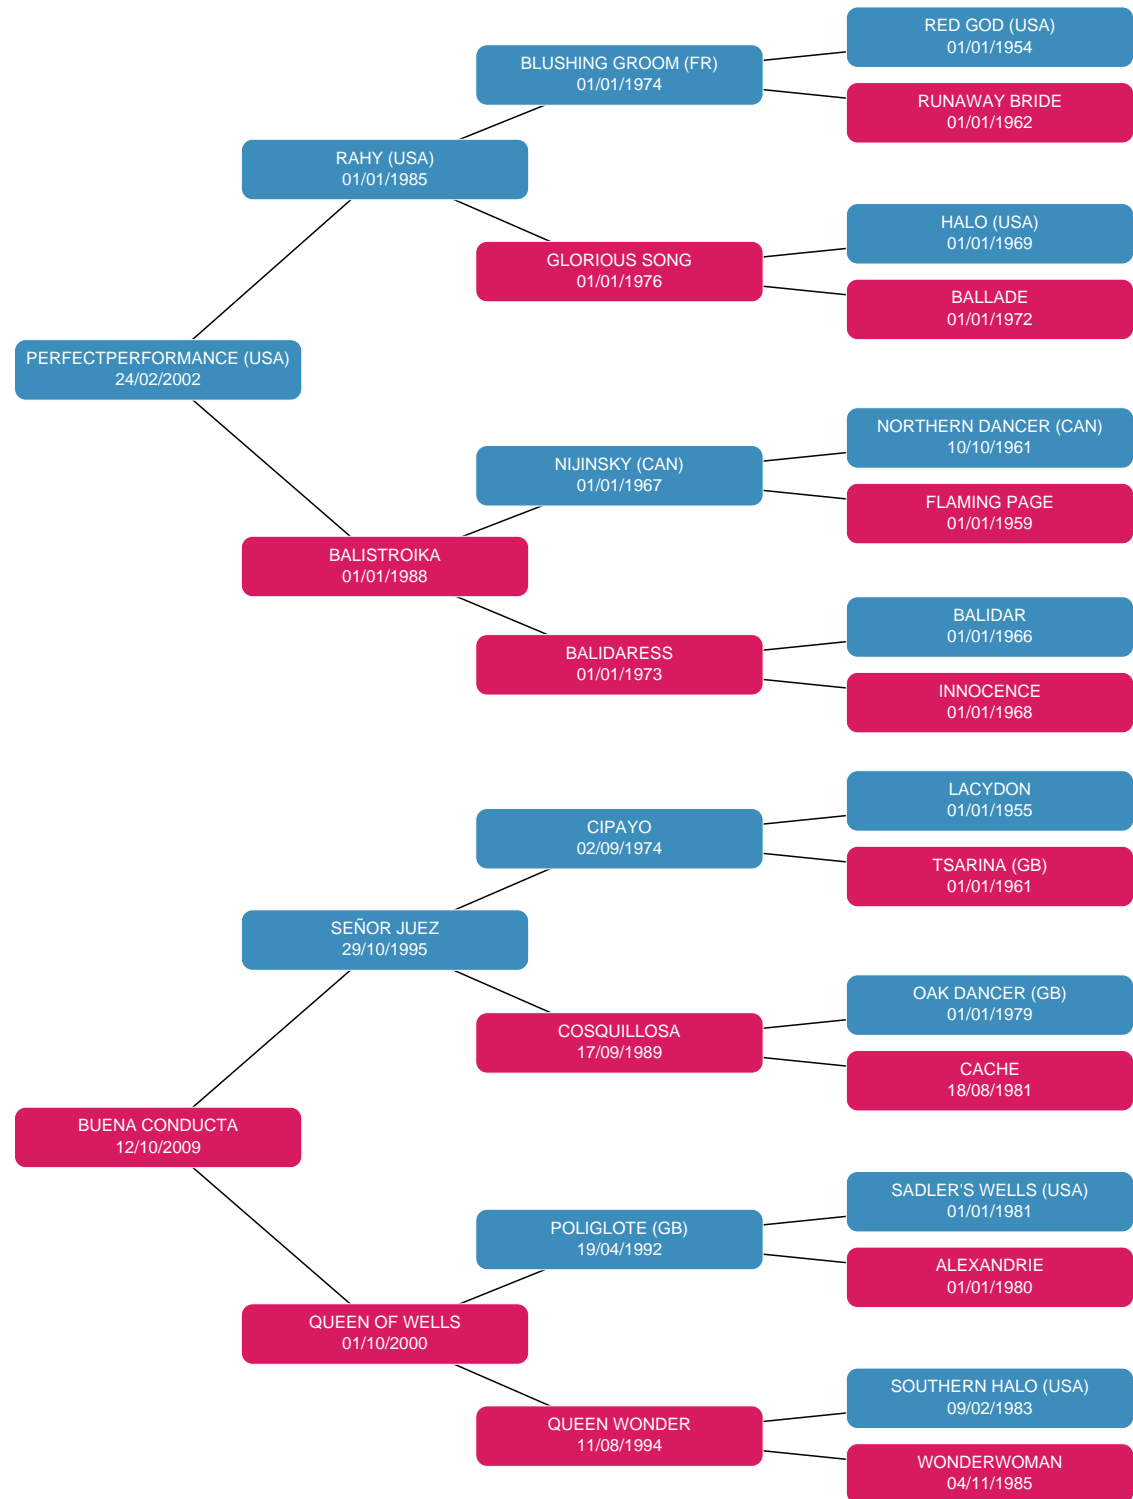 RED GOD (USA)
01/01/1954
BLUSHING GROOM (FR)
01/01/1974
RUNAWAY BRIDE
01/01/1962
RAHY (USA)
01/01/1985
HALO (USA)
01/01/1969
GLORIOUS SONG
01/01/1976
BALLADE
01/01/1972
PERFECTPERFORMANCE (USA)
24/02/2002
NORTHERN DANCER (CAN)
10/10/1961
NIJINSKY (CAN)
01/01/1967
FLAMING PAGE
01/01/1959
BALISTROIKA
01/01/1988
BALIDAR
01/01/1966
BALIDARESS
01/01/1973
INNOCENCE
01/01/1968
LACYDON
01/01/1955
CIPAYO
02/09/1974
TSARINA (GB)
01/01/1961
SEÑOR JUEZ
29/10/1995
OAK DANCER (GB)
01/01/1979
COSQUILLOSA
17/09/1989
CACHE
18/08/1981
BUENA CONDUCTA
12/10/2009
SADLER'S WELLS (USA)
01/01/1981
POLIGLOTE (GB)
19/04/1992
ALEXANDRIE
01/01/1980
QUEEN OF WELLS
01/10/2000
SOUTHERN HALO (USA)
09/02/1983
QUEEN WONDER
11/08/1994
WONDERWOMAN
04/11/1985